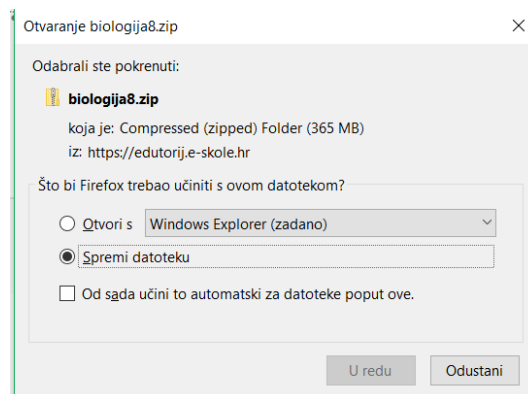 Otvaranje biologija8.zip
Odabrali ste pokrenuti:
biologija8.zip
koja je: Compressed (zipped) Folder (365 MB)
iz: https://edutorij.e-skole.hr
Što bi Firefox trebao učiniti s ovom datotekom?
Otvori s Windows Explorer (zadano)
Spremi datoteku
Od sada učini to automatski za datoteke poput ove.
U redu Odustani